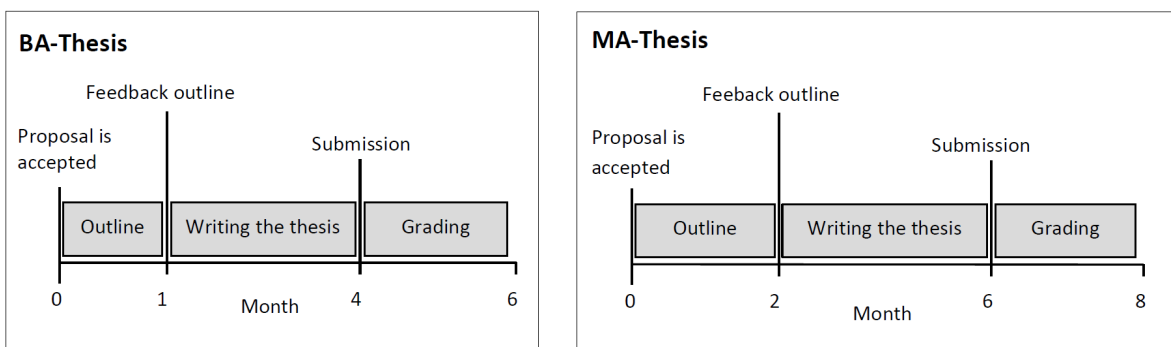 BA-Thesis
Feedback outline
Proposal is
accepted
Submission
Outline
Writing the thesis
Grading
0
1
4
6
Month
MA-Thesis
Feeback outline
Proposal is
accepted
Submission
Outline
Writing the thesis
Grading
0
2
6
8
Month